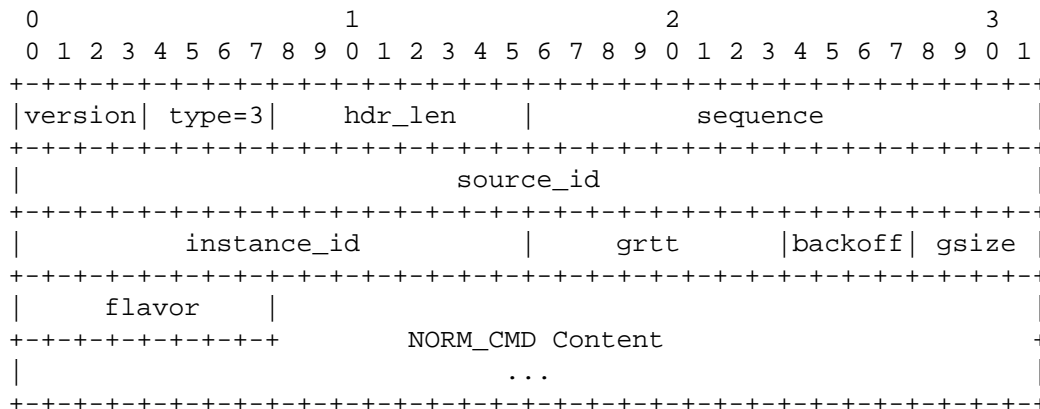 0                   1                   2                   3
 0 1 2 3 4 5 6 7 8 9 0 1 2 3 4 5 6 7 8 9 0 1 2 3 4 5 6 7 8 9 0 1
+-+-+-+-+-+-+-+-+-+-+-+-+-+-+-+-+-+-+-+-+-+-+-+-+-+-+-+-+-+-+-+-+
|version| type=3|    hdr_len    |          sequence             |
+-+-+-+-+-+-+-+-+-+-+-+-+-+-+-+-+-+-+-+-+-+-+-+-+-+-+-+-+-+-+-+-+
|                           source_id                           |
+-+-+-+-+-+-+-+-+-+-+-+-+-+-+-+-+-+-+-+-+-+-+-+-+-+-+-+-+-+-+-+-+
|          instance_id          |     grtt      |backoff| gsize |
+-+-+-+-+-+-+-+-+-+-+-+-+-+-+-+-+-+-+-+-+-+-+-+-+-+-+-+-+-+-+-+-+
|     flavor    |                                               |
+-+-+-+-+-+-+-+-+        NORM_CMD Content                       +
|                              ...                              |
+-+-+-+-+-+-+-+-+-+-+-+-+-+-+-+-+-+-+-+-+-+-+-+-+-+-+-+-+-+-+-+-+